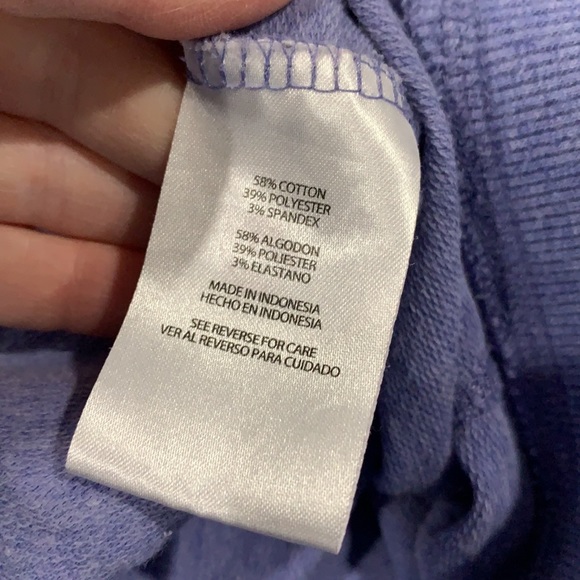 58% COTTON
39% POLYESTER
3% SPANDEX
58% ALGODON
39% POLIESTER
3% ELASTANO
MADE IN INDONESIA
HECHO EN INDONESIA
SEE REVERSE FOR CARE
VER AL REVERSO PARA CUIDADO